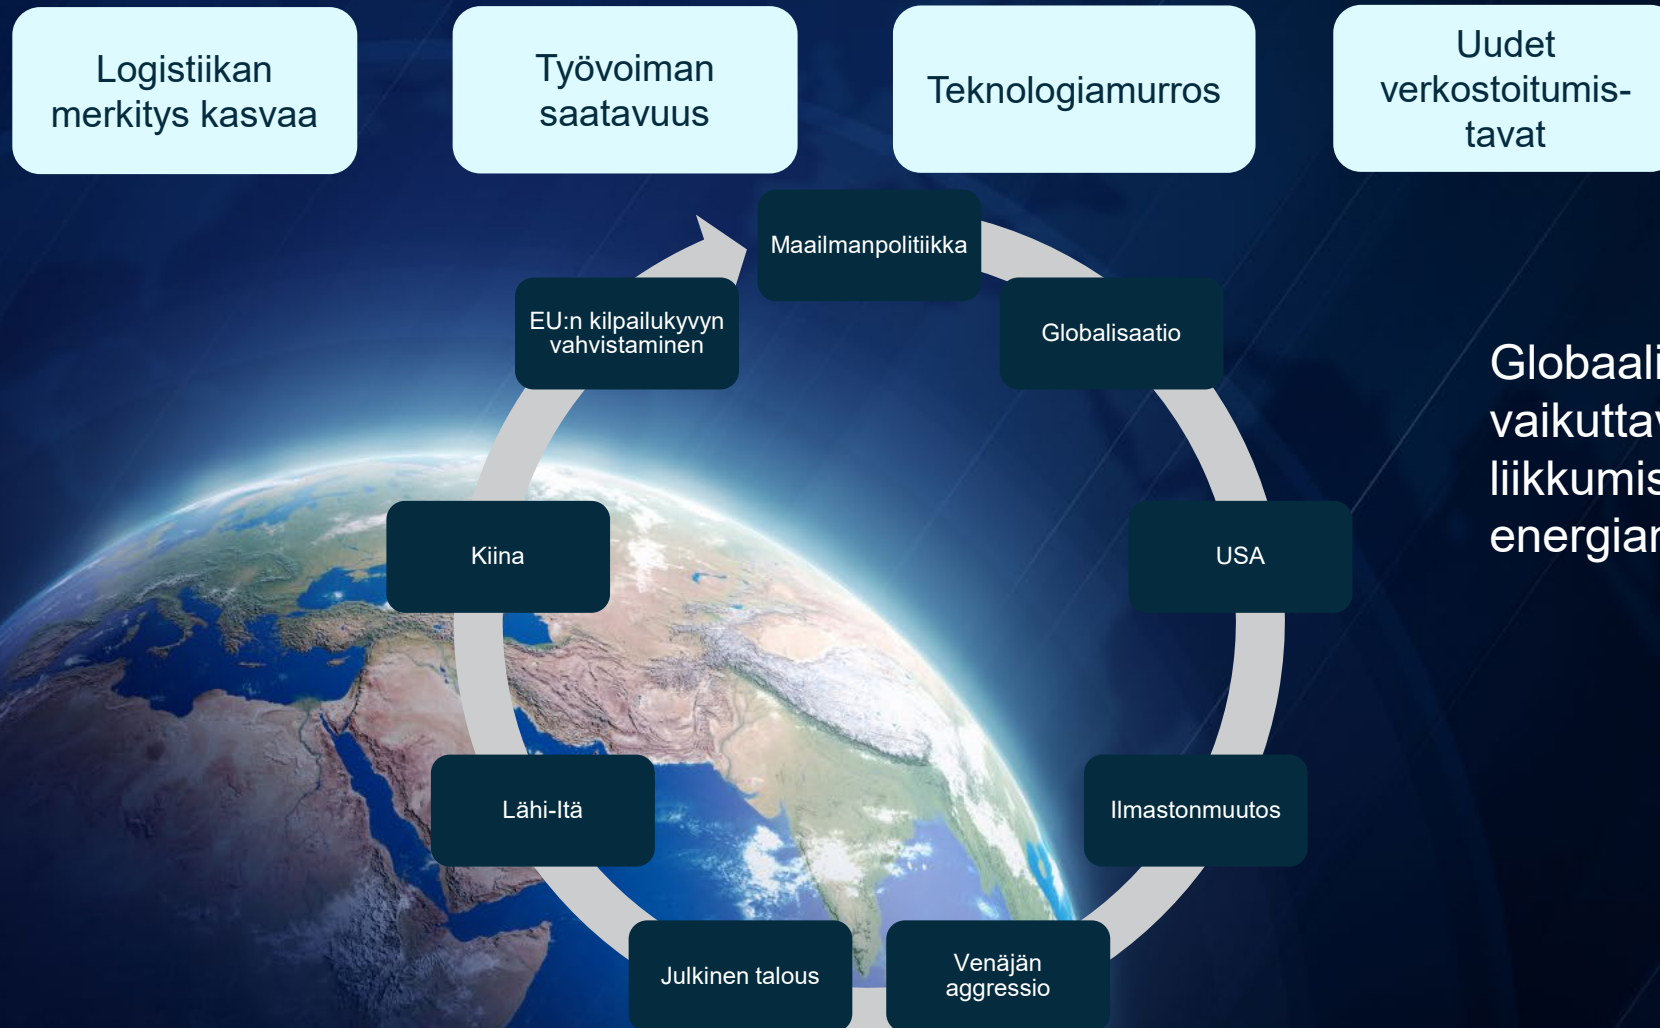 Logistiikan
merkitys kasvaa
Työvoiman
saatavuus
Teknologiamurros
Uudet
verkostoitumis-
tavat
Maailmanpolitiikka
Globalisaatio
USA
Ilmastonmuutos
Venäjän
aggressio
Julkinen talous
Lähi-Itä
Kiina
EU:n kilpailukyvyn
vahvistaminen